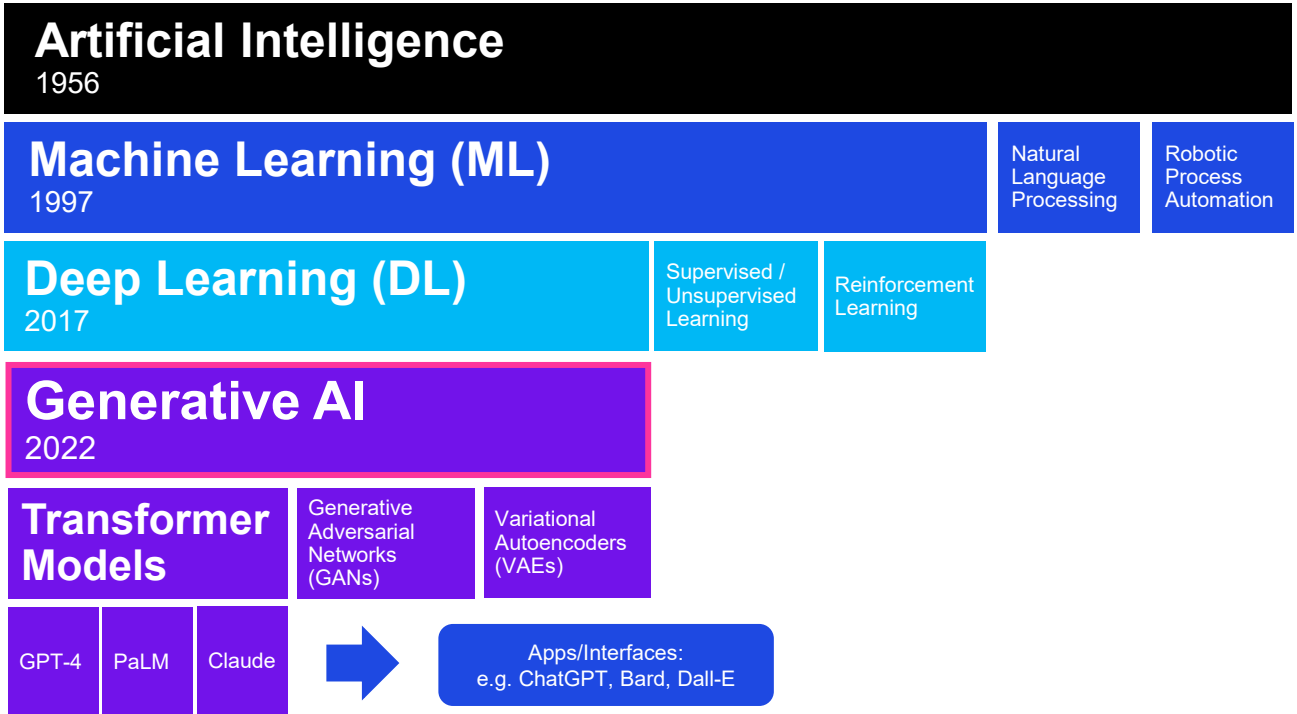 Artificial Intelligence
1956
Machine Learning (ML)
1997
Natural
Language
Processing
Robotic
Process
Automation
Deep Learning (DL)
2017
Supervised /
Unsupervised
Learning
Reinforcement
Learning
Generative AI
2022
Transformer
Models
Generative
Adversarial
Networks
(GANs)
Variational
Autoencoders
(VAEs)
GPT-4
PaLM
Claude
Apps/Interfaces:
e.g. ChatGPT, Bard, Dall-E